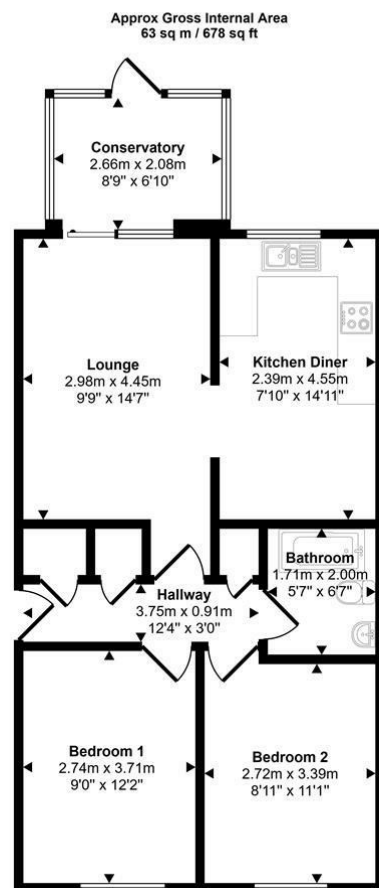 Approx Gross Internal Area
63 sq m / 678 sq ft
Conservatory
2.66m x 2.08m
8'9" x 6'10"
Lounge
2.98m x 4.45m
9'9" x 14'7"
Kitchen Diner
2.39m x 4.55m
7'10" x 14'11"
Bathroom
1.71m x 2.00m
5'7" x 6'7"
Hallway
3.75m x 0.91m
12'4" x 3'0"
Bedroom 1
2.74m x 3.71m
9'0" x 12'2"
Bedroom 2
2.72m x 3.39m
8'11" x 11'1"